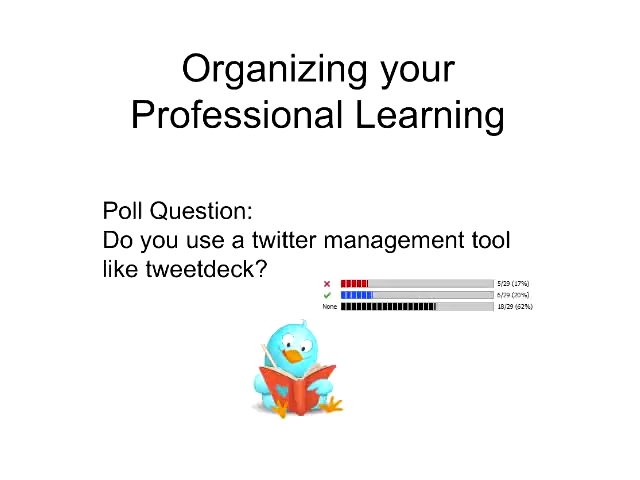 Organizing your
Professional Learning
Poll Question:
Do you use a twitter management tool
like tweetdeck?
5/29 (17%)
6/29 (20%)
None 18/29 (62%)